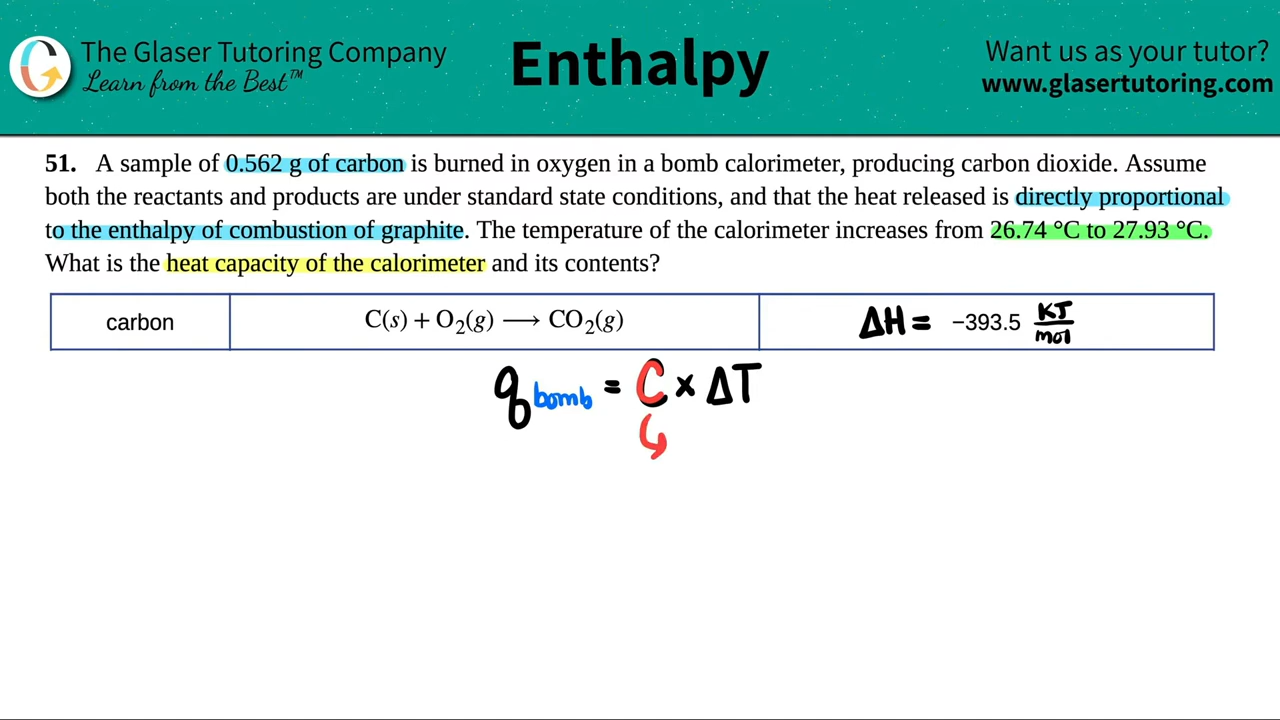 The Glaser Tutoring Company
Learn from the Best™
Enthalpy
Want us as your tutor?
www.glasertutoring.com
51. A sample of 0.562 g of carbon is burned in oxygen in a bomb calorimeter, producing carbon dioxide. Assume
both the reactants and products are under standard state conditions, and that the heat released is directly proportional
to the enthalpy of combustion of graphite. The temperature of the calorimeter increases from 26.74 °C to 27.93 °C.
What is the heat capacity of the calorimeter and its contents?
carbon C(s) + O₂(g) ⟶ CO₂(g) ΔH = −393.5 KJ/mol
q bomb = C × ΔT